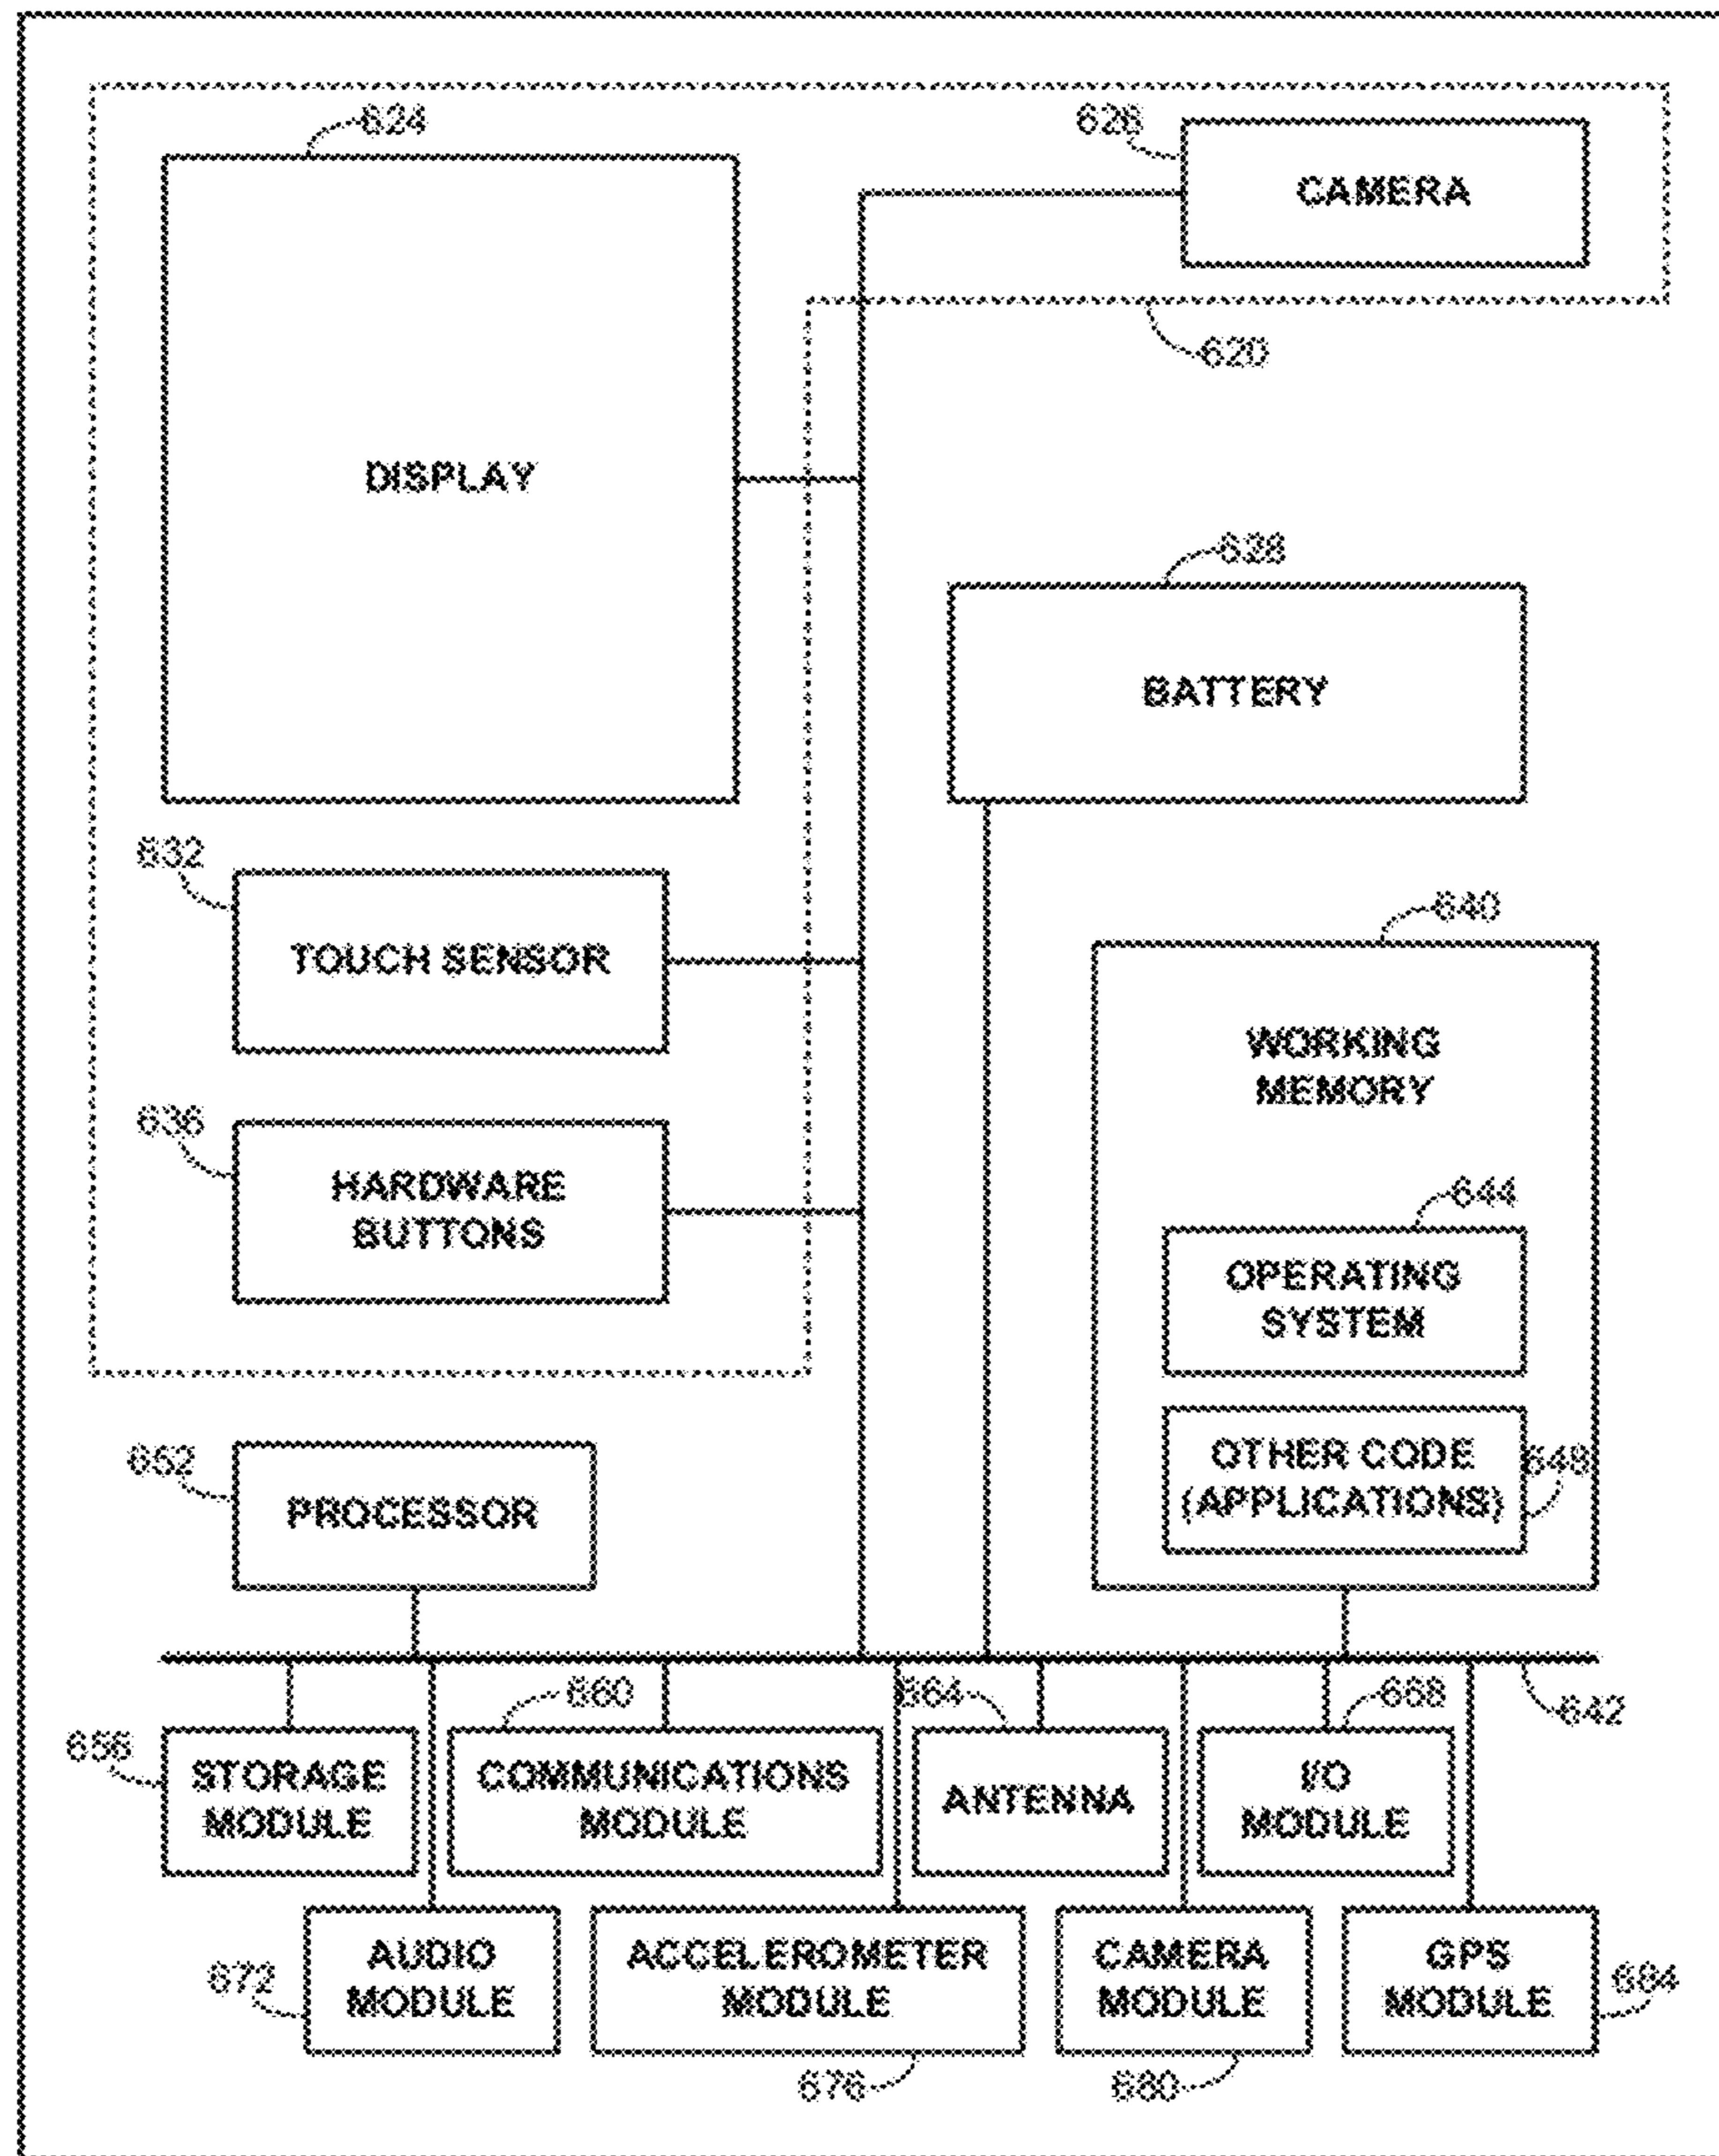 624
626
CAMERA
620
DISPLAY
628
BATTERY
632
TOUCH SENSOR
640
WORKING
MEMORY
636
HARDWARE
BUTTONS
644
OPERATING
SYSTEM
652
PROCESSOR
OTHER CODE
(APPLICATIONS)
648
660
664
668
642
656
STORAGE
MODULE
COMMUNICATIONS
MODULE
ANTENNA
I/O
MODULE
672
AUDIO
MODULE
ACCELEROMETER
MODULE
CAMERA
MODULE
GPS
MODULE
684
676
680